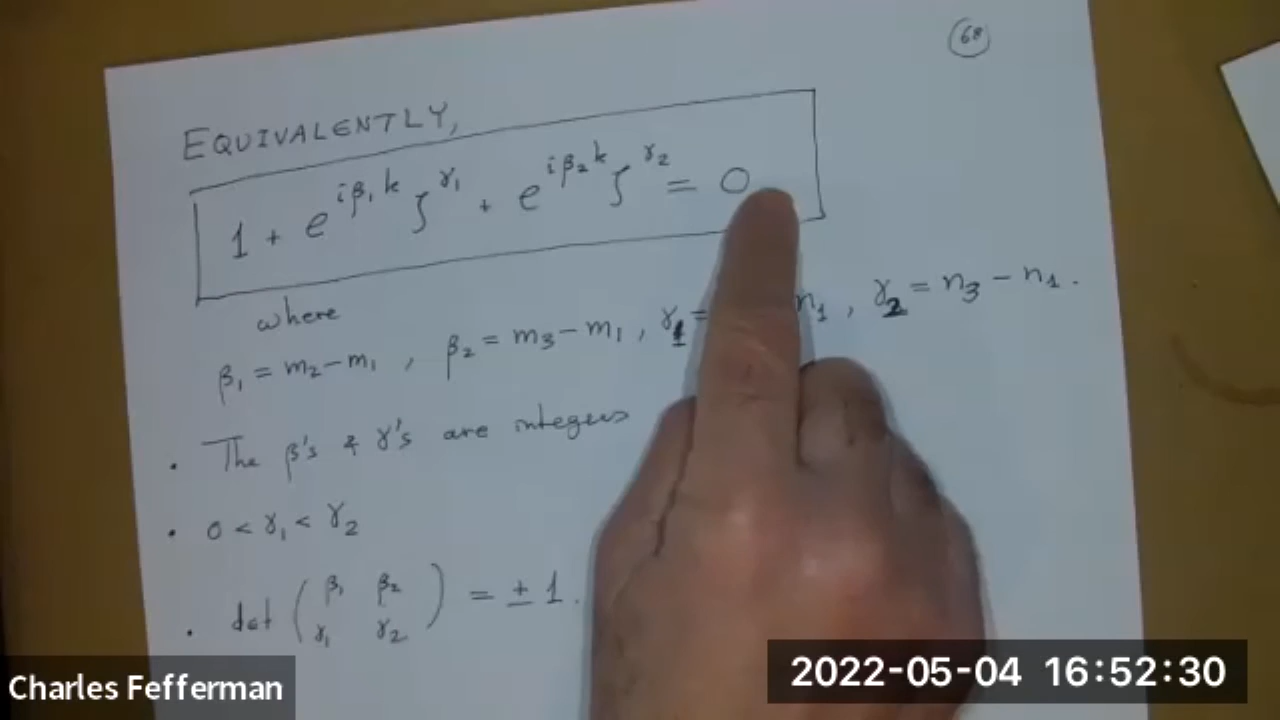 68
EQUIVALENTLY,
1 + e^{iβ₁k} ζ^{γ₁} + e^{iβ₂k} ζ^{γ₂} = 0
where
β₁ = m₂ − m₁ , β₂ = m₃ − m₁ , γ₁ = n₁ , γ₂ = n₃ − n₁ .
• The β's & γ's are integers
• 0 < γ₁ < γ₂
• det ( β₁ β₂
γ₁ γ₂ ) = ± 1 .
Charles Fefferman
2022-05-04 16:52:30